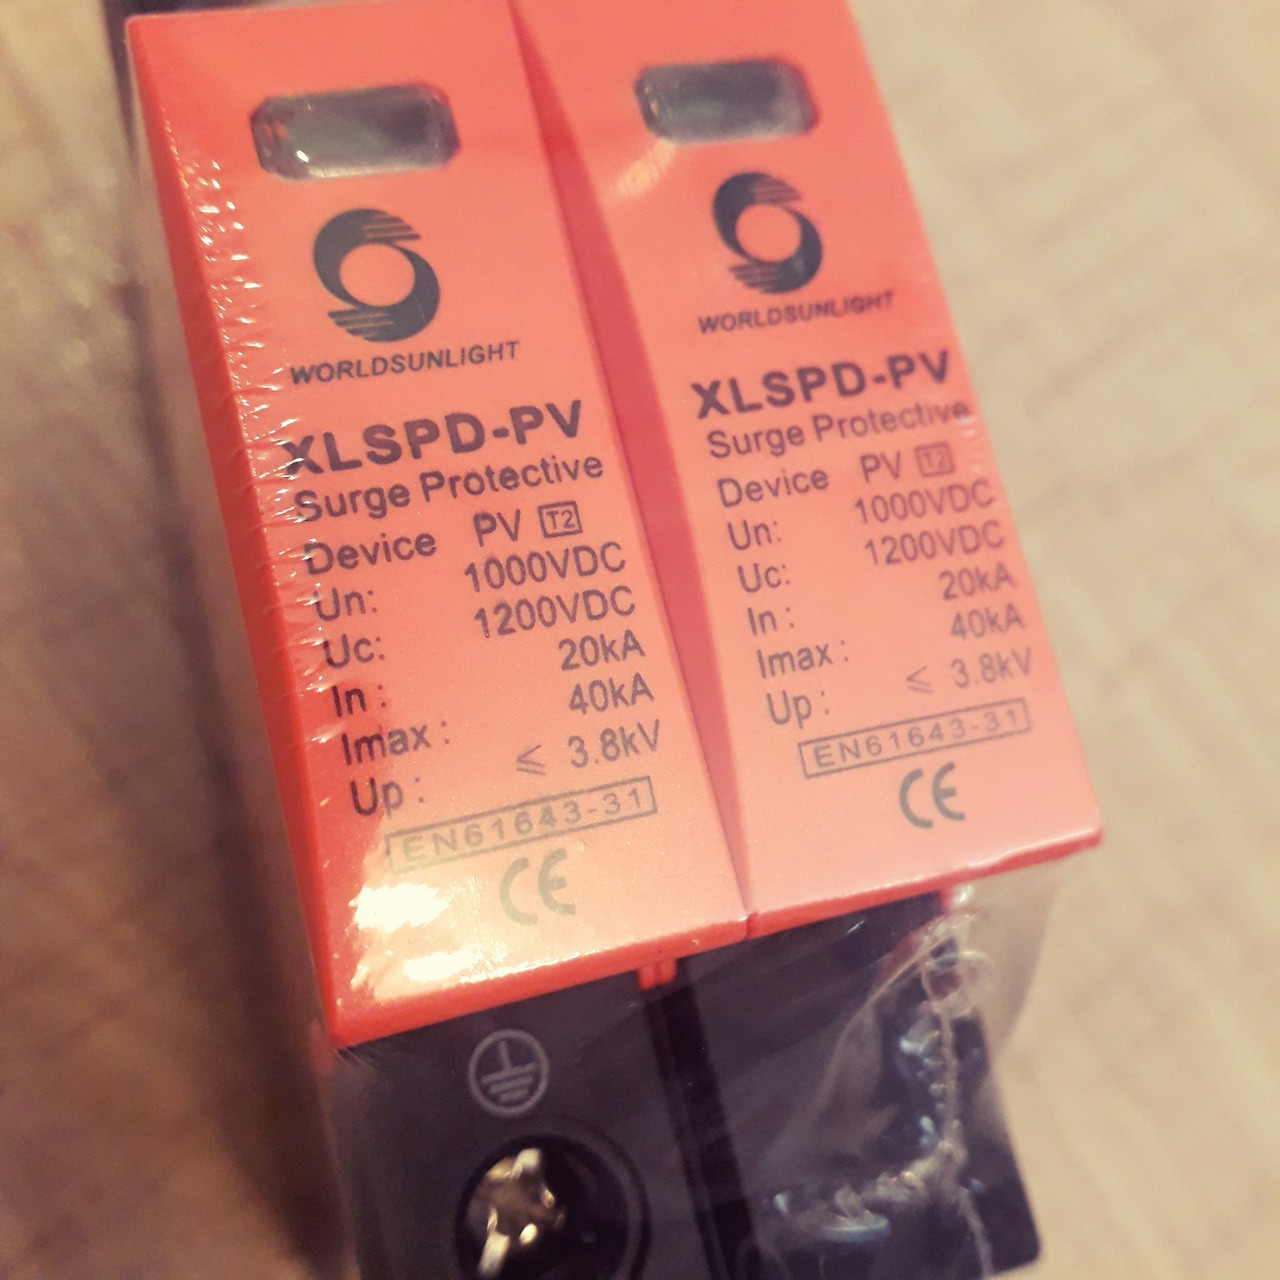 WORLDSUNLIGHT
XLSPD-PV
Surge Protective
Device PV T2
Un: 1000VDC
Uc: 1200VDC
In : 20kA
Imax : 40kA
Up : ≤ 3.8kV
EN61643-31
CE
WORLDSUNLIGHT
XLSPD-PV
Surge Protective
Device PV T2
Un: 1000VDC
Uc: 1200VDC
In : 20kA
Imax : 40kA
Up : ≤ 3.8kV
EN61643-31
CE